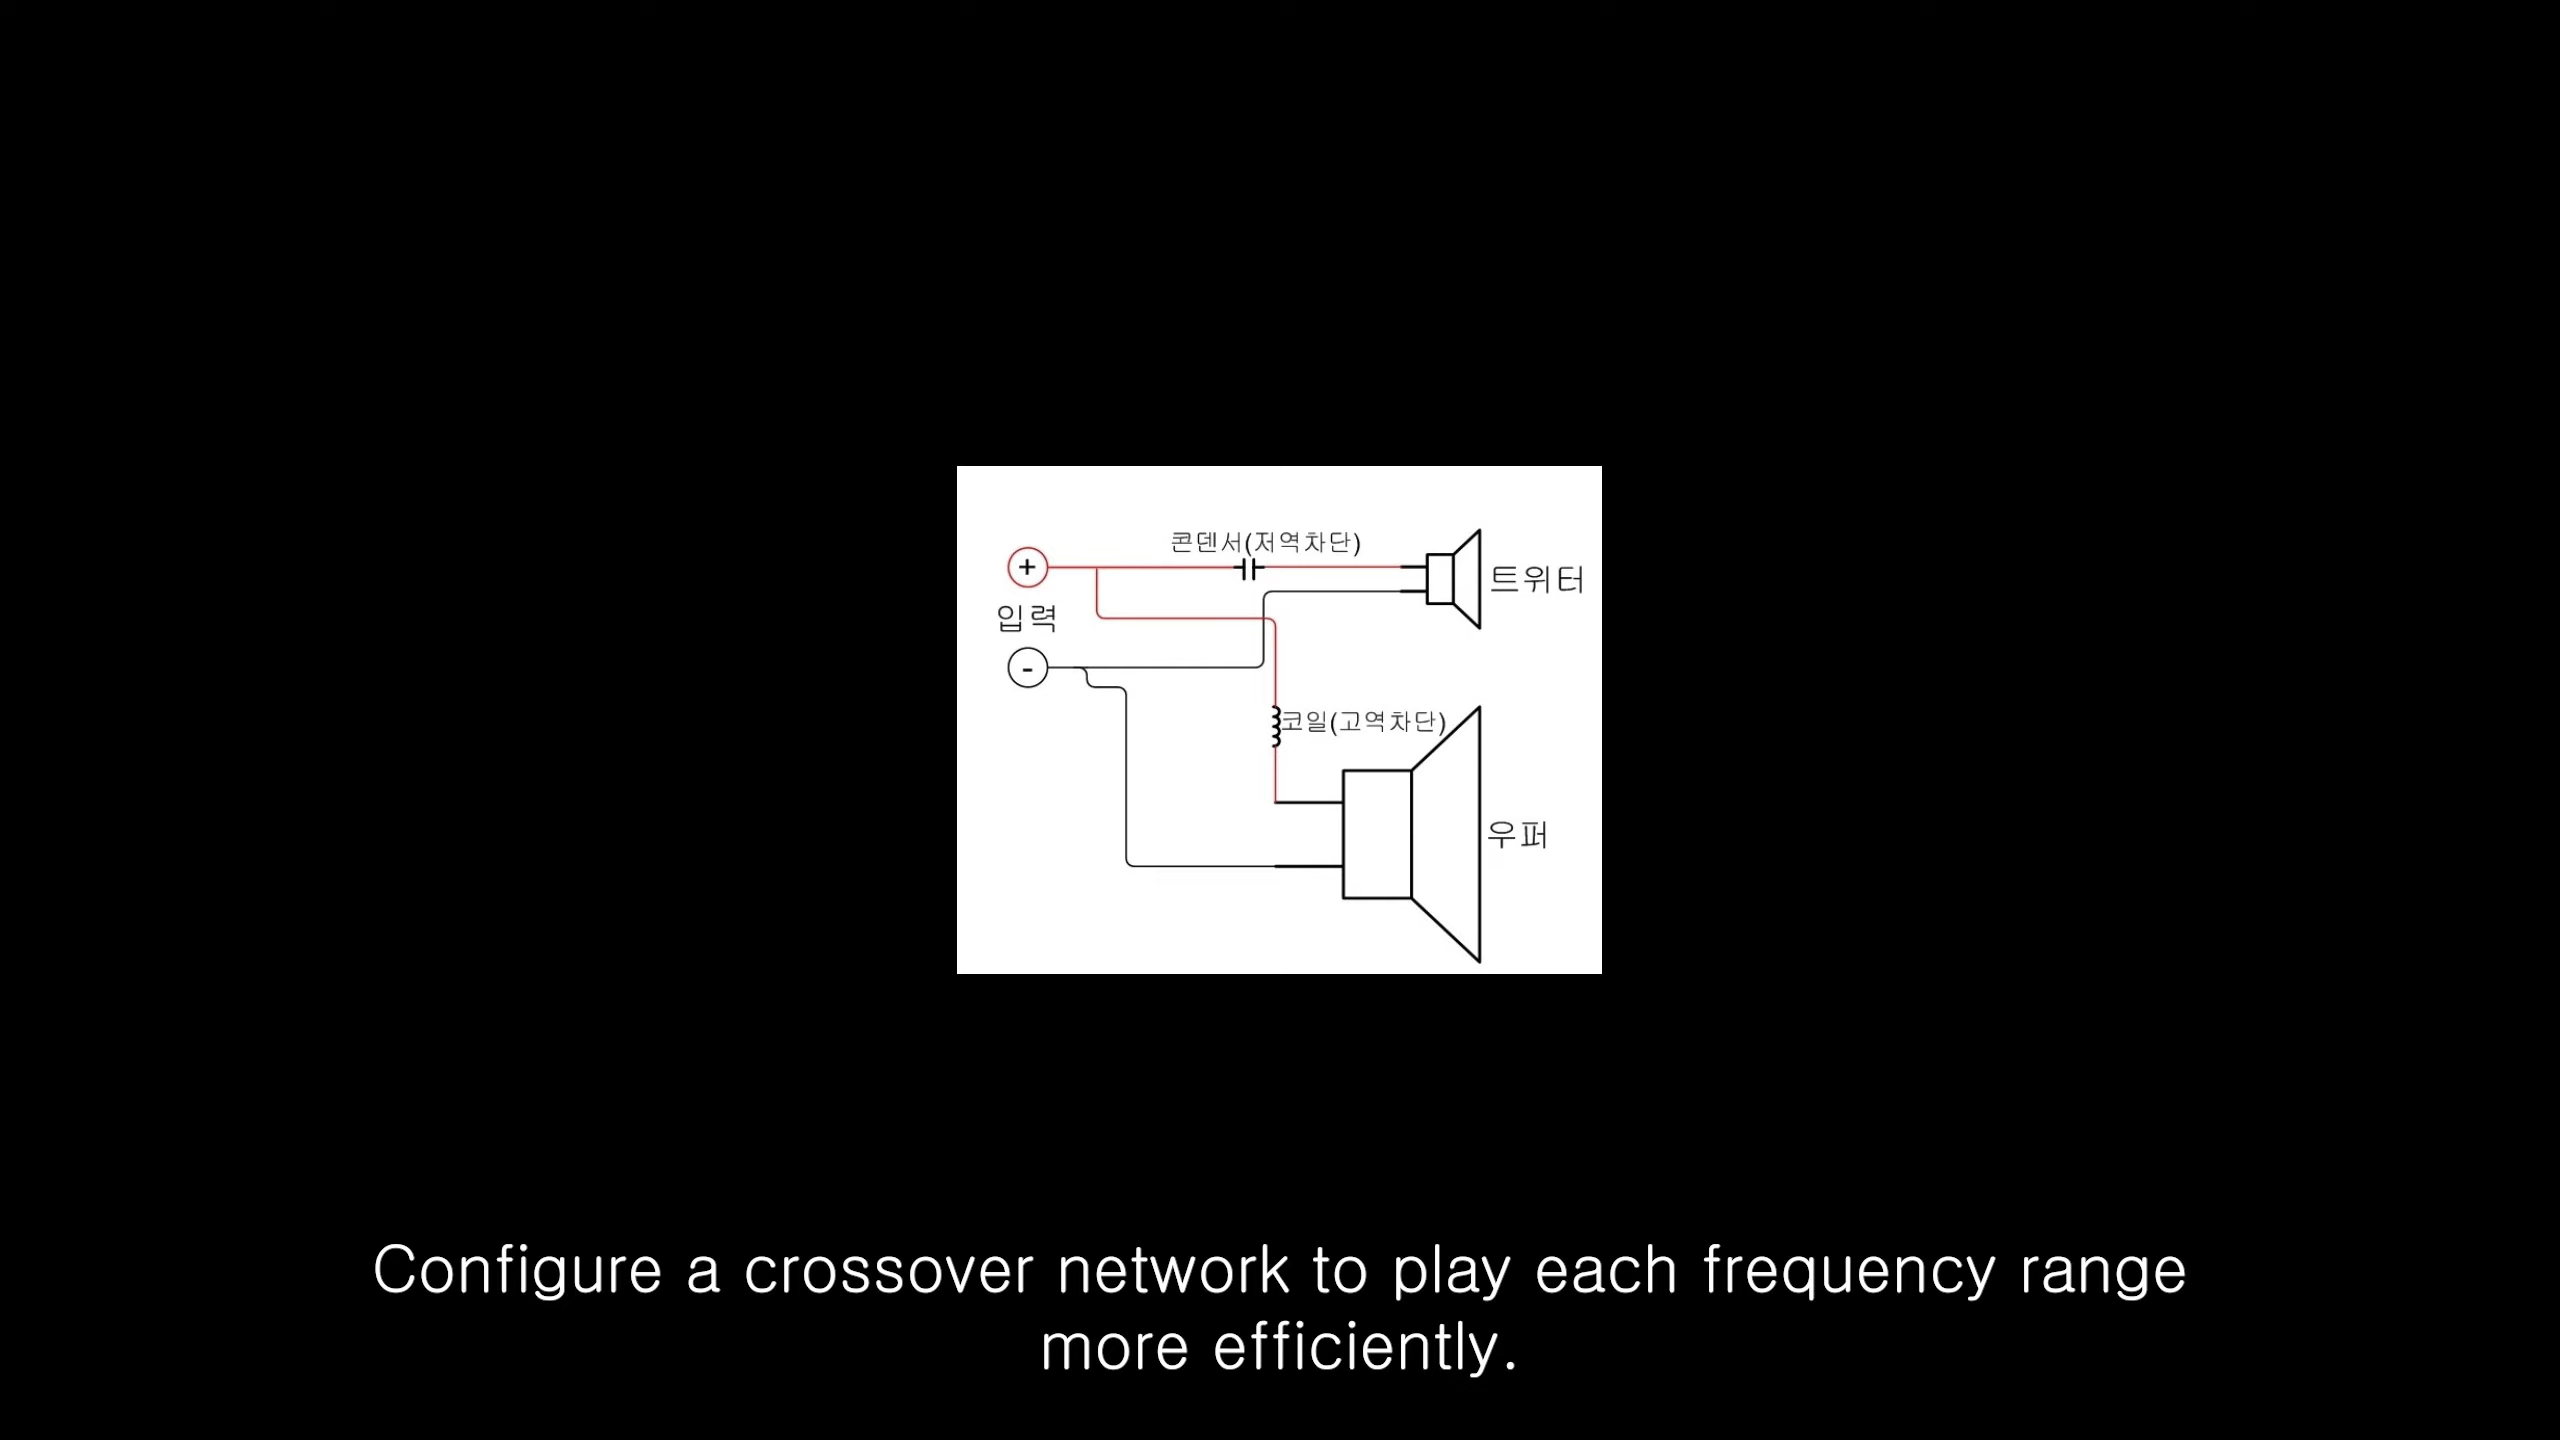 콘덴서(저역차단)
+
트위터
입력
-
코일(고역차단)
우퍼
Configure a crossover network to play each frequency range
more efficiently.